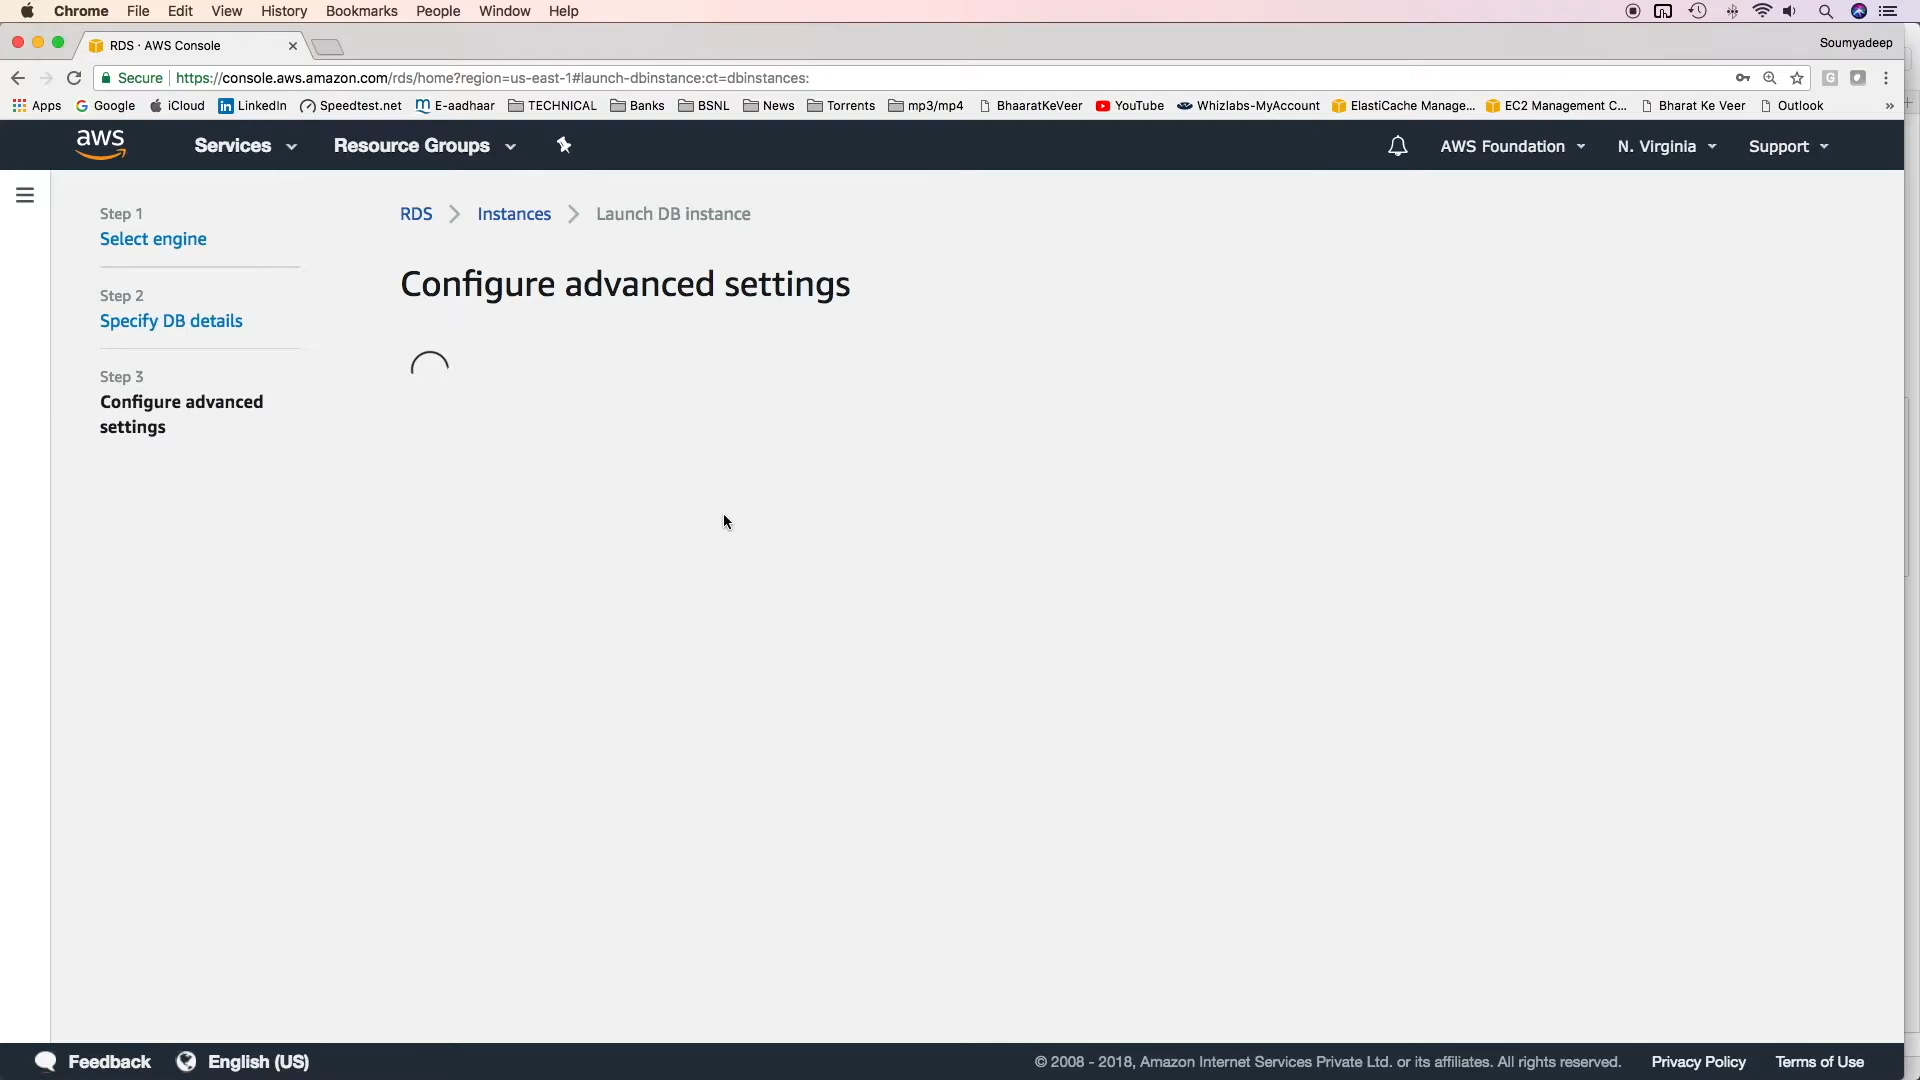 Chrome File Edit View History Bookmarks People Window Help
RDS · AWS Console
Soumyadeep
Secure https://console.aws.amazon.com/rds/home?region=us-east-1#launch-dbinstance:ct=dbinstances:
Apps Google iCloud LinkedIn Speedtest.net E-aadhaar TECHNICAL Banks BSNL News Torrents mp3/mp4 BhaaratKeVeer YouTube Whizlabs-MyAccount ElastiCache Manage... EC2 Management C... Bharat Ke Veer Outlook »
aws Services Resource Groups AWS Foundation N. Virginia Support
Step 1
Select engine
Step 2
Specify DB details
Step 3
Configure advanced
settings
RDS Instances Launch DB instance
Configure advanced settings
Feedback English (US) © 2008 - 2018, Amazon Internet Services Private Ltd. or its affiliates. All rights reserved. Privacy Policy Terms of Use